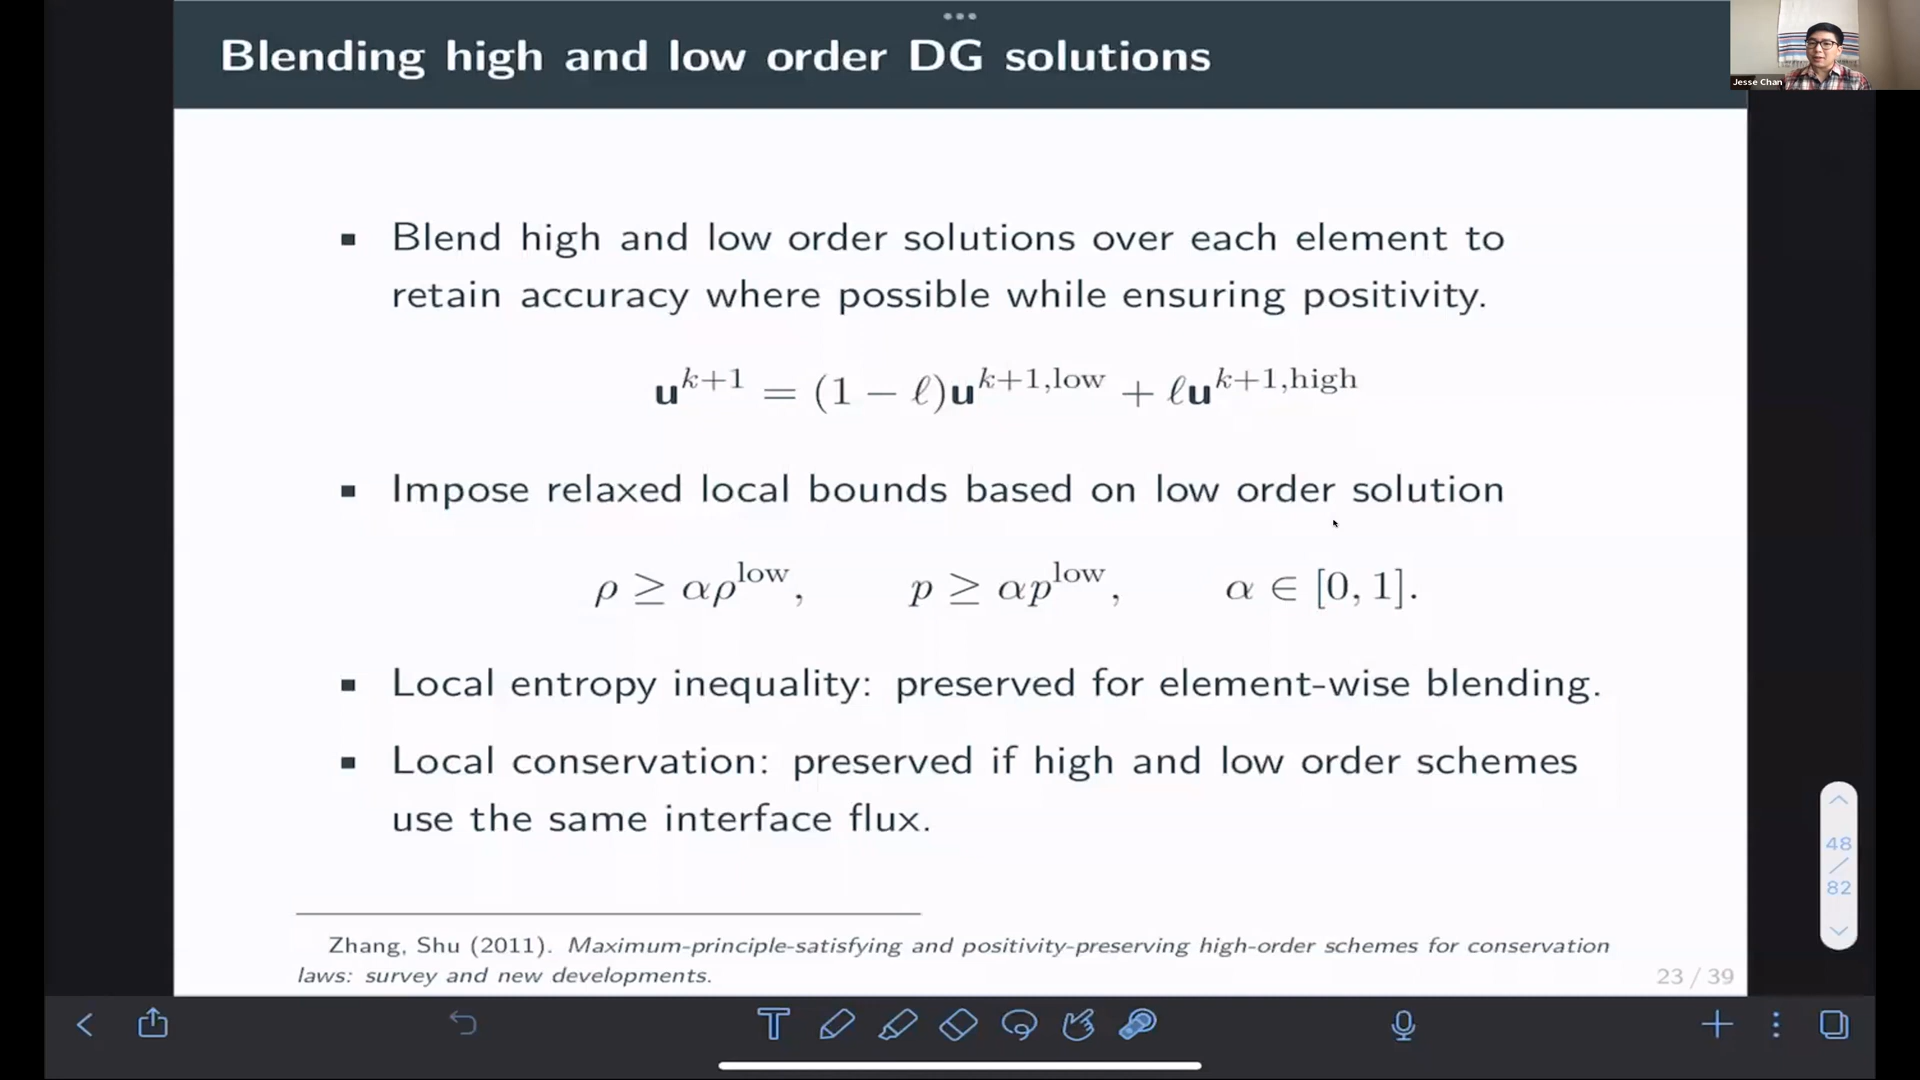 Blending high and low order DG solutions
Jesse Chan
▪ Blend high and low order solutions over each element to
retain accuracy where possible while ensuring positivity.
u^{k+1} = (1 − ℓ)u^{k+1,low} + ℓu^{k+1,high}
▪ Impose relaxed local bounds based on low order solution
ρ ≥ αρ^{low}, p ≥ αp^{low}, α ∈ [0, 1].
▪ Local entropy inequality: preserved for element-wise blending.
▪ Local conservation: preserved if high and low order schemes
use the same interface flux.
48
/
82
Zhang, Shu (2011). Maximum-principle-satisfying and positivity-preserving high-order schemes for conservation
laws: survey and new developments.
23 / 39
T